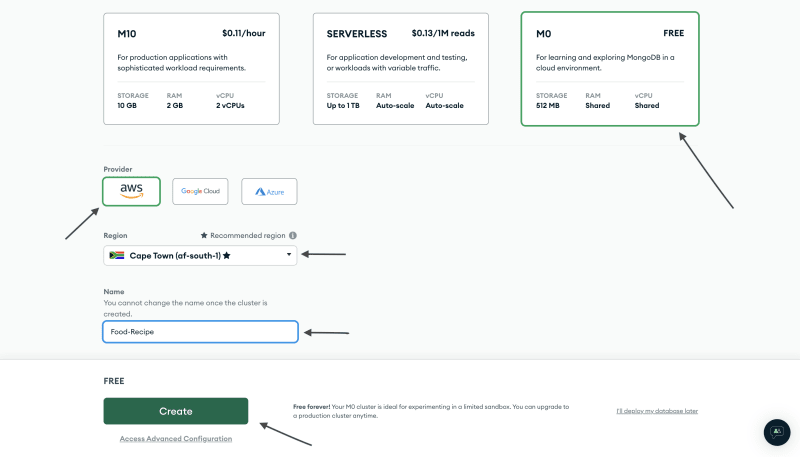 M10 $0.11/hour
For production applications with
sophisticated workload requirements.
STORAGE RAM vCPU
10 GB 2 GB 2 vCPUs
SERVERLESS $0.13/1M reads
For application development and testing,
or workloads with variable traffic.
STORAGE RAM vCPU
Up to 1 TB Auto-scale Auto-scale
M0 FREE
For learning and exploring MongoDB in a
cloud environment.
STORAGE RAM vCPU
512 MB Shared Shared
Provider
aws Google Cloud Azure
Region ★ Recommended region
Cape Town (af-south-1) ★
Name
You cannot change the name once the cluster is
created.
Food-Recipe
FREE
Create
Free forever! Your M0 cluster is ideal for experimenting in a limited sandbox. You can upgrade to
a production cluster anytime.
I'll deploy my database later
Access Advanced Configuration